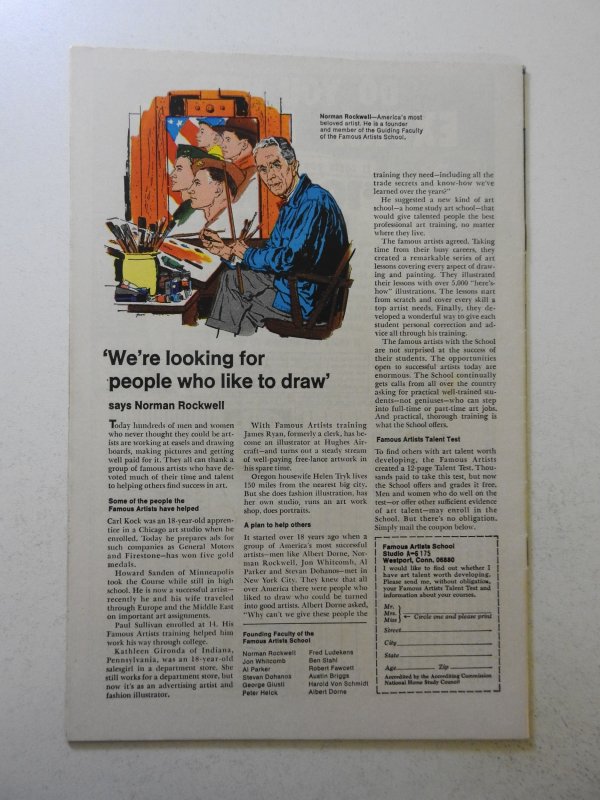 Norman Rockwell—America's most
beloved artist. He is a founder
and member of the Guiding Faculty
of the Famous Artists School.
'We're looking for
people who like to draw'
says Norman Rockwell
Today hundreds of men and women
who never thought they could be art-
ists are working at easels and drawing
boards, making pictures and getting
well paid for it. They all can thank a
group of famous artists who have de-
voted much of their time and talent
to helping others find success in art.
Some of the people the
Famous Artists have helped
Carl Kock was an 18-year-old appren-
tice in a Chicago art studio when he
enrolled. Today he prepares ads for
such companies as General Motors
and Firestone—has won five gold
medals.
Howard Sanden of Minneapolis
took the Course while still in high
school. He is now a successful artist—
recently he and his wife traveled
through Europe and the Middle East
on important art assignments.
Paul Sullivan enrolled at 14. His
Famous Artists training helped him
work his way through college.
Kathleen Gironda of Indiana,
Pennsylvania, was an 18-year-old
salesgirl in a department store. She
still works for a department store, but
now it's as an advertising artist and
fashion illustrator.
With Famous Artists training
James Ryan, formerly a clerk, has be-
come an illustrator at Hughes Air-
craft—and turns out a steady stream
of well-paying free-lance artwork in
his spare time.
Oregon housewife Helen Tryk lives
150 miles from the nearest big city.
But she does fashion illustration, has
her own studio, runs an art work
shop, does portraits.
A plan to help others
It started over 18 years ago when a
group of America's most successful
artists—men like Albert Dorne, Nor-
man Rockwell, Jon Whitcomb, Al
Parker and Stevan Dohanos—met in
New York City. They knew that all
over America there were people who
liked to draw who could be turned
into good artists. Albert Dorne asked,
"Why can't we give these people the
Founding Faculty of the
Famous Artists School
Norman Rockwell
Jon Whitcomb
Al Parker
Stevan Dohanos
George Giusti
Peter Helck
Fred Ludekens
Ben Stahl
Robert Fawcett
Austin Briggs
Harold Von Schmidt
Albert Dorne
training they need—including all the
trade secrets and know-how we've
learned over the years?"
He suggested a new kind of art
school—a home study art school—that
would give talented people the best
professional art training, no matter
where they live.
The famous artists agreed. Taking
time from their busy careers, they
created a remarkable series of art
lessons covering every aspect of draw-
ing and painting. They illustrated
their lessons with over 5,000 "here's-
how" illustrations. The lessons start
from scratch and cover every skill a
top artist needs. Finally, they de-
veloped a wonderful way to give each
student personal correction and ad-
vice all through his training.
The famous artists with the School
are not surprised at the success of
their students. The opportunities
open to successful artists today are
enormous. The School continually
gets calls from all over the country
asking for practical well-trained stu-
dents—not geniuses—who can step
into full-time or part-time art jobs.
And practical, thorough training is
what the School offers.
Famous Artists Talent Test
To find others with art talent worth
developing, the Famous Artists
created a 12-page Talent Test. Thou-
sands paid to take this test, but now
the School offers and grades it free.
Men and women who do well on the
test—or offer other sufficient evidence
of art talent—may enroll in the
School. But there's no obligation.
Simply mail the coupon below.
Famous Artists School
Studio A-6175
Westport, Conn. 06880
I would like to find out whether I
have art talent worth developing.
Please send me, without obligation,
your Famous Artists Talent Test and
information about your courses.
Mr.
Mrs. ← Circle one and please print
Miss
Street
City
State
Age Zip
Accredited by the Accrediting Commission
National Home Study Council